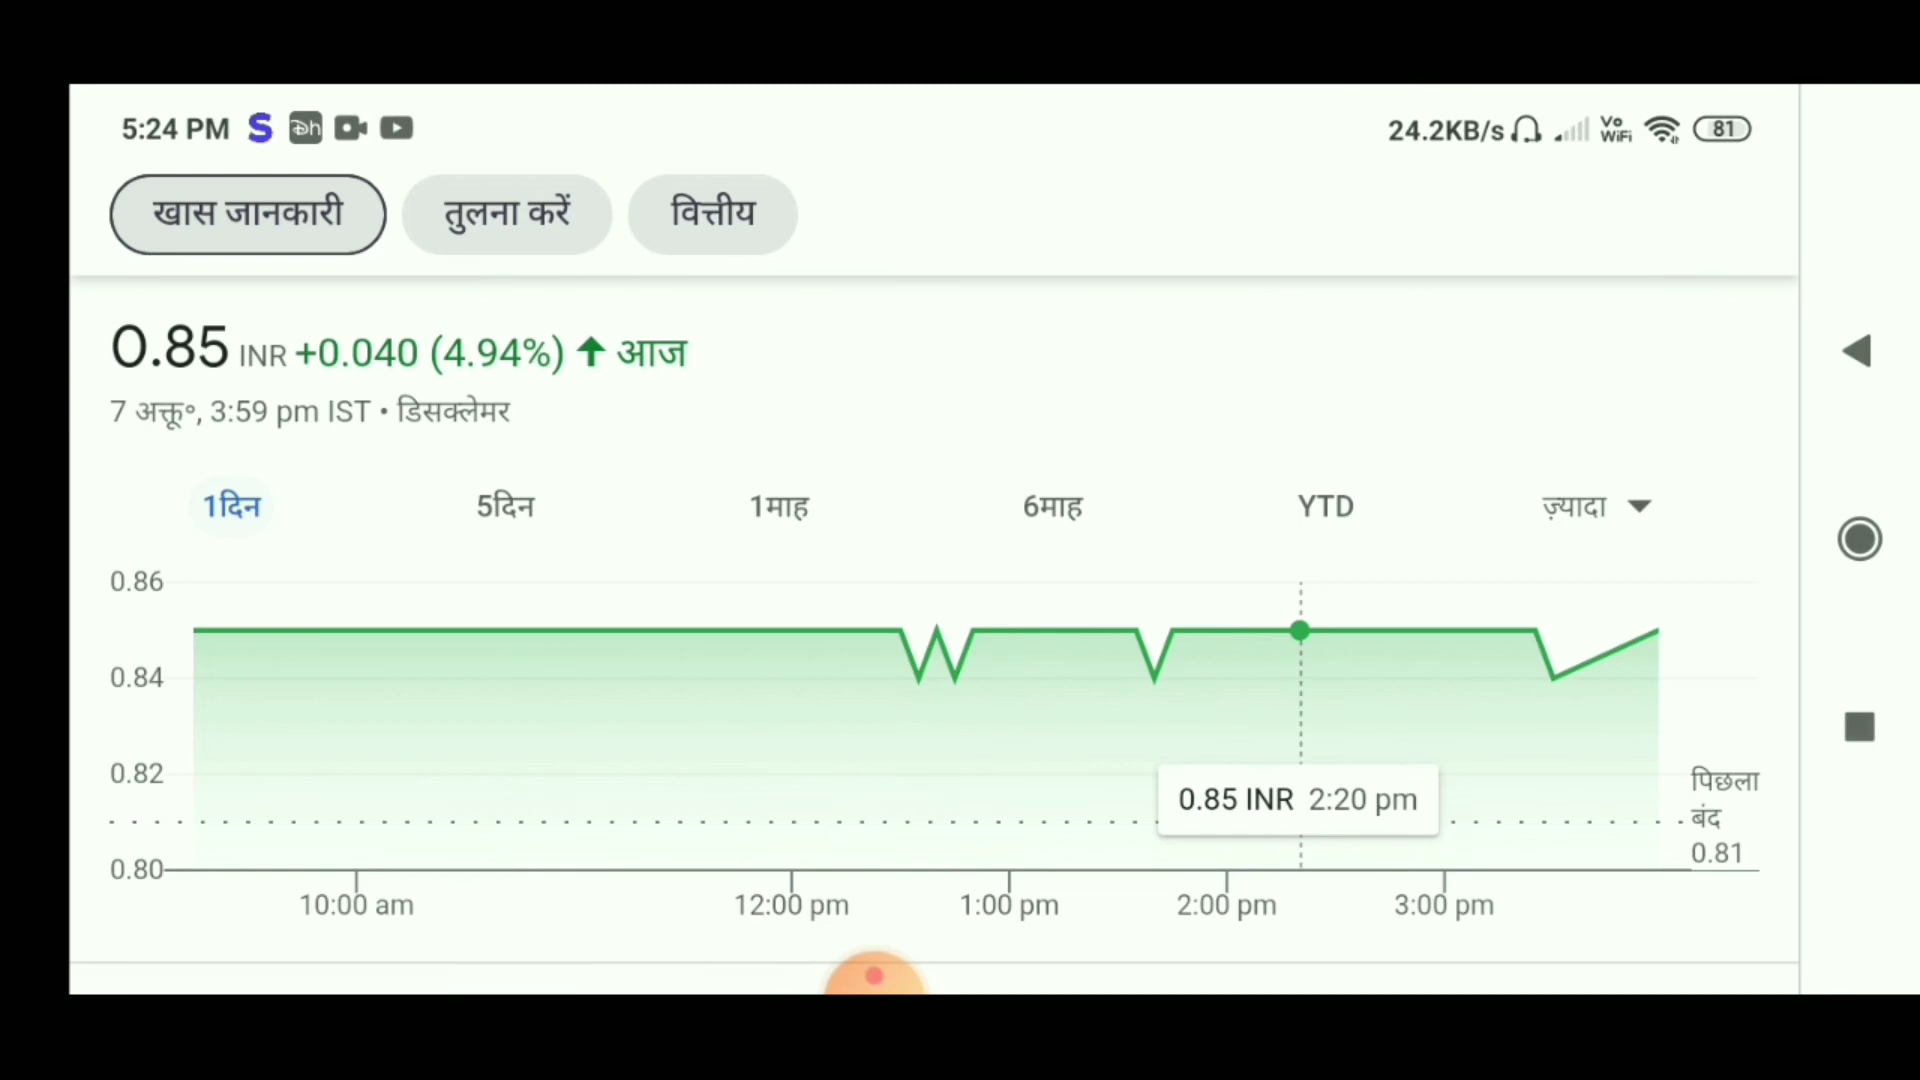 5:24 PM S 24.2KB/s Vo WiFi 81
खास जानकारी तुलना करें वित्तीय
0.85 INR +0.040 (4.94%) आज
7 अक्तू॰, 3:59 pm IST • डिसक्लेमर
1दिन 5दिन 1माह 6माह YTD ज़्यादा
0.86
0.84
0.82
0.85 INR 2:20 pm
पिछला
बंद
0.81
0.80
10:00 am 12:00 pm 1:00 pm 2:00 pm 3:00 pm